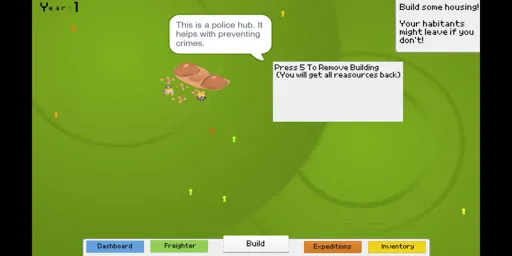 Year:1
Build some housing!
Your habitants
might leave if you
don't!
This is a police hub. It
helps with preventing
crimes.
Press 5 To Remove Building
(You will get all reasources back)
Dashboard
Freighter
Build
Expeditions
Inventory